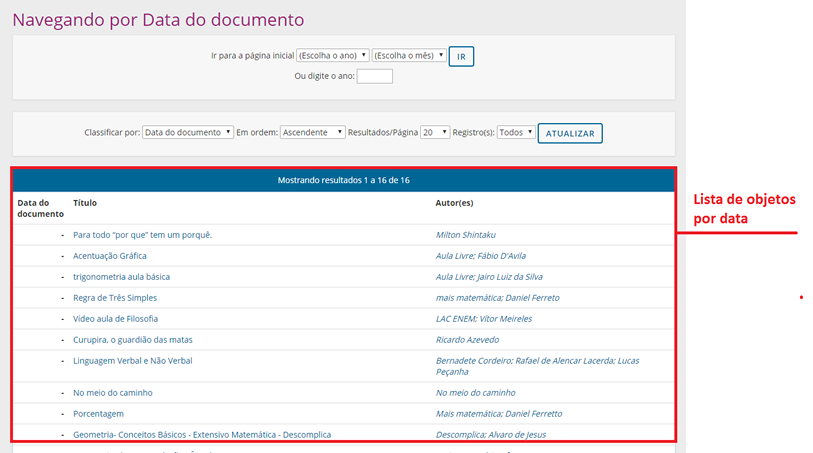 Navegando por Data do documento
Ir para a página inicial (Escolha o ano) (Escolha o mês) IR
Ou digite o ano:
Classificar por: Data do documento Em ordem: Ascendente Resultados/Página 20 Registro(s): Todos ATUALIZAR
Mostrando resultados 1 a 16 de 16
Data do documento Título Autor(es)
- Para todo “por que” tem um porquê. Milton Shintaku
- Acentuação Gráfica Aula Livre; Fábio D'Avila
- trigonometria aula básica Aula Livre; Jairo Luiz da Silva
- Regra de Três Simples mais matemática; Daniel Ferreto
- Vídeo aula de Filosofia LAC ENEM; Vítor Meireles
- Curupira, o guardião das matas Ricardo Azevedo
- Linguagem Verbal e Não Verbal Bernadete Cordeiro; Rafael de Alencar Lacerda; Lucas
Peçanha
- No meio do caminho No meio do caminho
- Porcentagem Mais matemática; Daniel Ferretto
- Geometria- Conceitos Básicos - Extensivo Matemática - Descomplica Descomplica; Alvaro de Jesus
Lista de objetos
por data